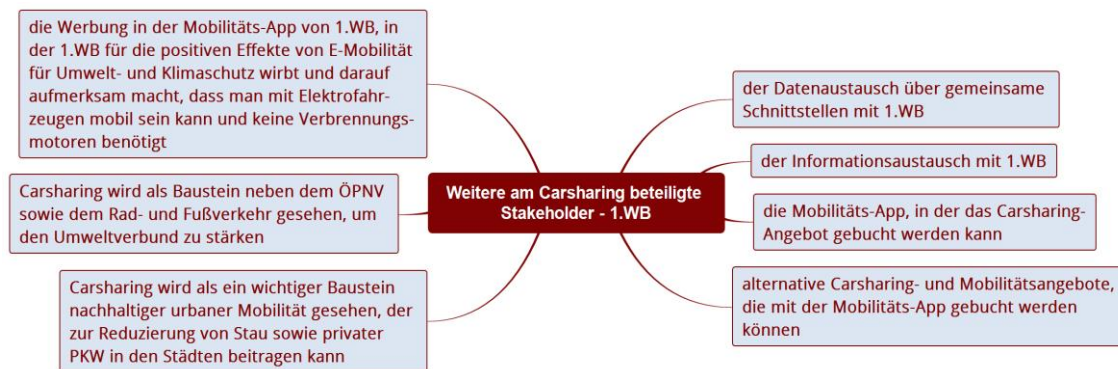 die Werbung in der Mobilitäts-App von 1.WB, in
der 1.WB für die positiven Effekte von E-Mobilität
für Umwelt- und Klimaschutz wirbt und darauf
aufmerksam macht, dass man mit Elektrofahr-
zeugen mobil sein kann und keine Verbrennungs-
motoren benötigt
Carsharing wird als Baustein neben dem ÖPNV
sowie dem Rad- und Fußverkehr gesehen, um
den Umweltverbund zu stärken
Carsharing wird als ein wichtiger Baustein
nachhaltiger urbaner Mobilität gesehen, der
zur Reduzierung von Stau sowie privater
PKW in den Städten beitragen kann
Weitere am Carsharing beteiligte
Stakeholder - 1.WB
der Datenaustausch über gemeinsame
Schnittstellen mit 1.WB
der Informationsaustausch mit 1.WB
die Mobilitäts-App, in der das Carsharing-
Angebot gebucht werden kann
alternative Carsharing- und Mobilitätsangebote,
die mit der Mobilitäts-App gebucht werden
können